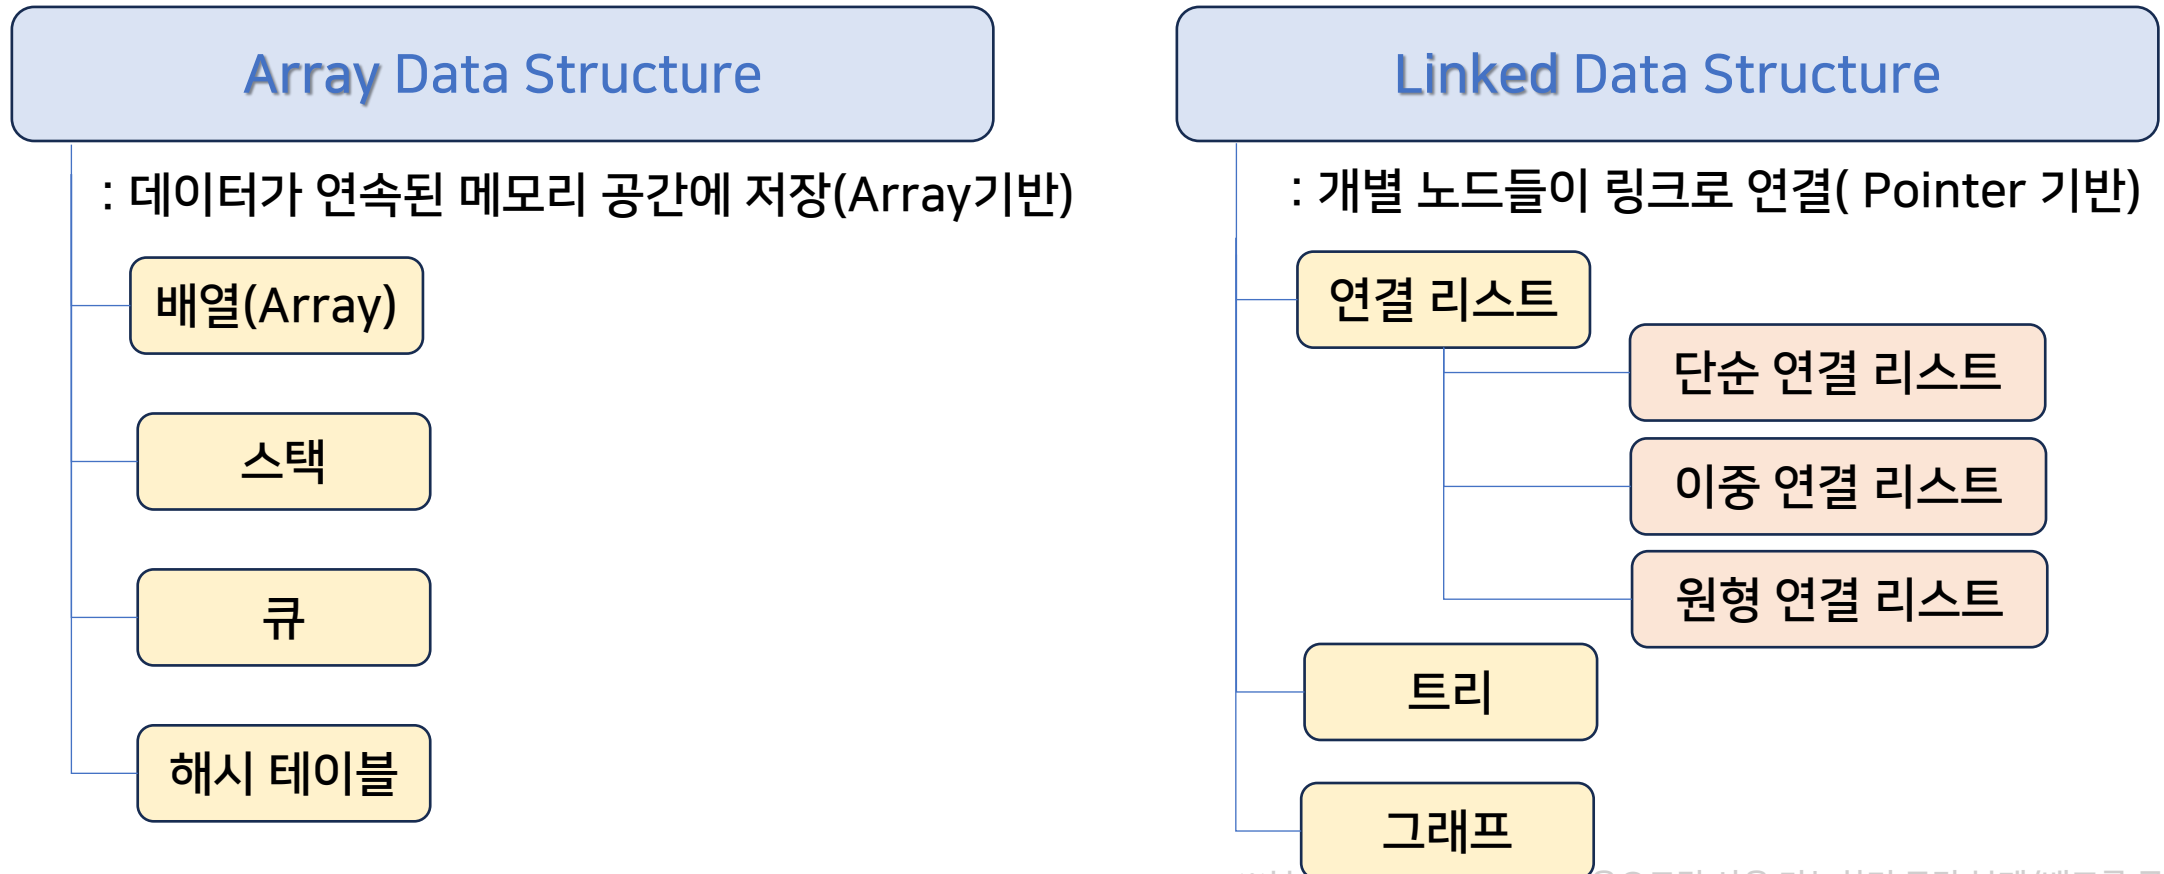 Array Data Structure
: 데이터가 연속된 메모리 공간에 저장(Array기반)
배열(Array)
스택
큐
해시 테이블
Linked Data Structure
: 개별 노드들이 링크로 연결( Pointer 기반)
연결 리스트
단순 연결 리스트
이중 연결 리스트
원형 연결 리스트
트리
그래프